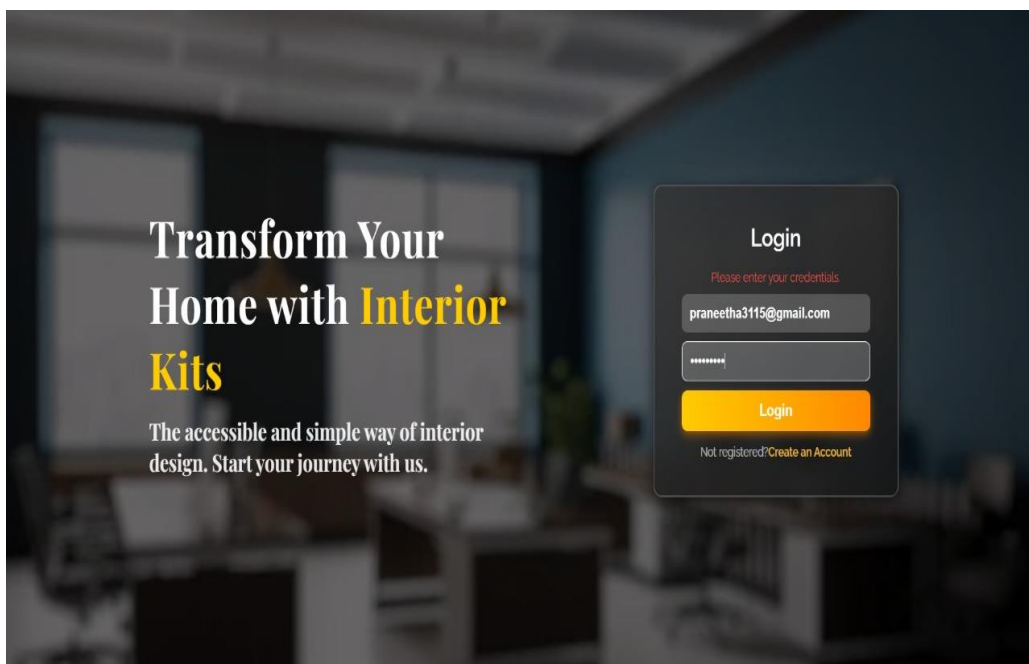 Transform Your
Home with Interior
Kits
The accessible and simple way of interior
design. Start your journey with us.
Login
Please enter your credentials.
praneetha3115@gmail.com
•••••••••
Login
Not registered?Create an Account